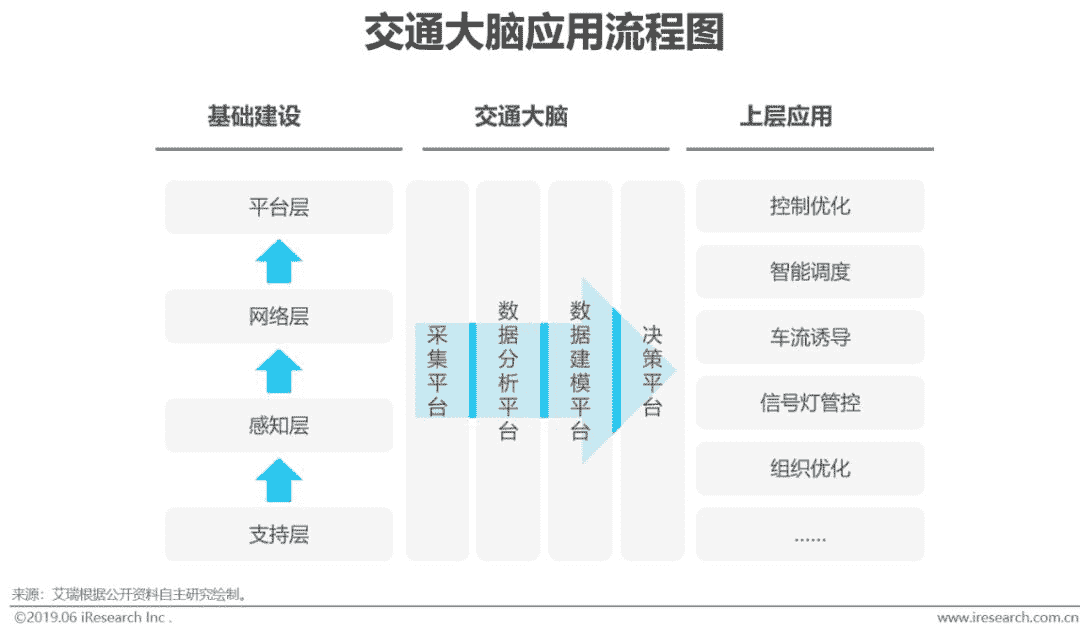 交通大脑应用流程图
基础建设
交通大脑
上层应用
平台层
网络层
感知层
支持层
采集平台
数据分析平台
数据建模平台
决策平台
控制优化
智能调度
车流诱导
信号灯管控
组织优化
……
来源：艾瑞根据公开资料自主研究绘制。
©2019.06 iResearch Inc .
www.iresearch.com.cn